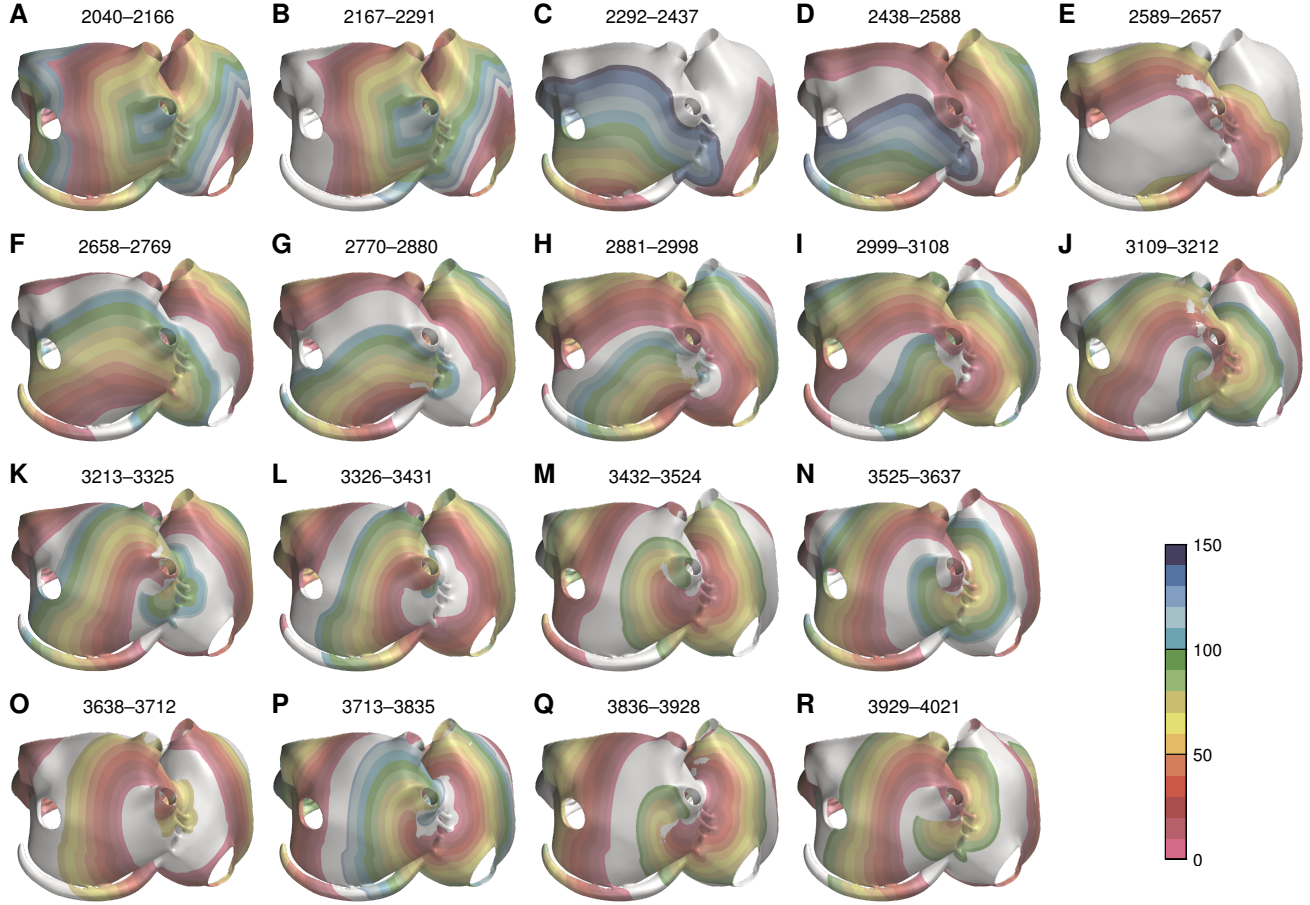 A 2040–2166
B 2167–2291
C 2292–2437
D 2438–2588
E 2589–2657
F 2658–2769
G 2770–2880
H 2881–2998
I 2999–3108
J 3109–3212
K 3213–3325
L 3326–3431
M 3432–3524
N 3525–3637
150
100
50
0
O 3638–3712
P 3713–3835
Q 3836–3928
R 3929–4021